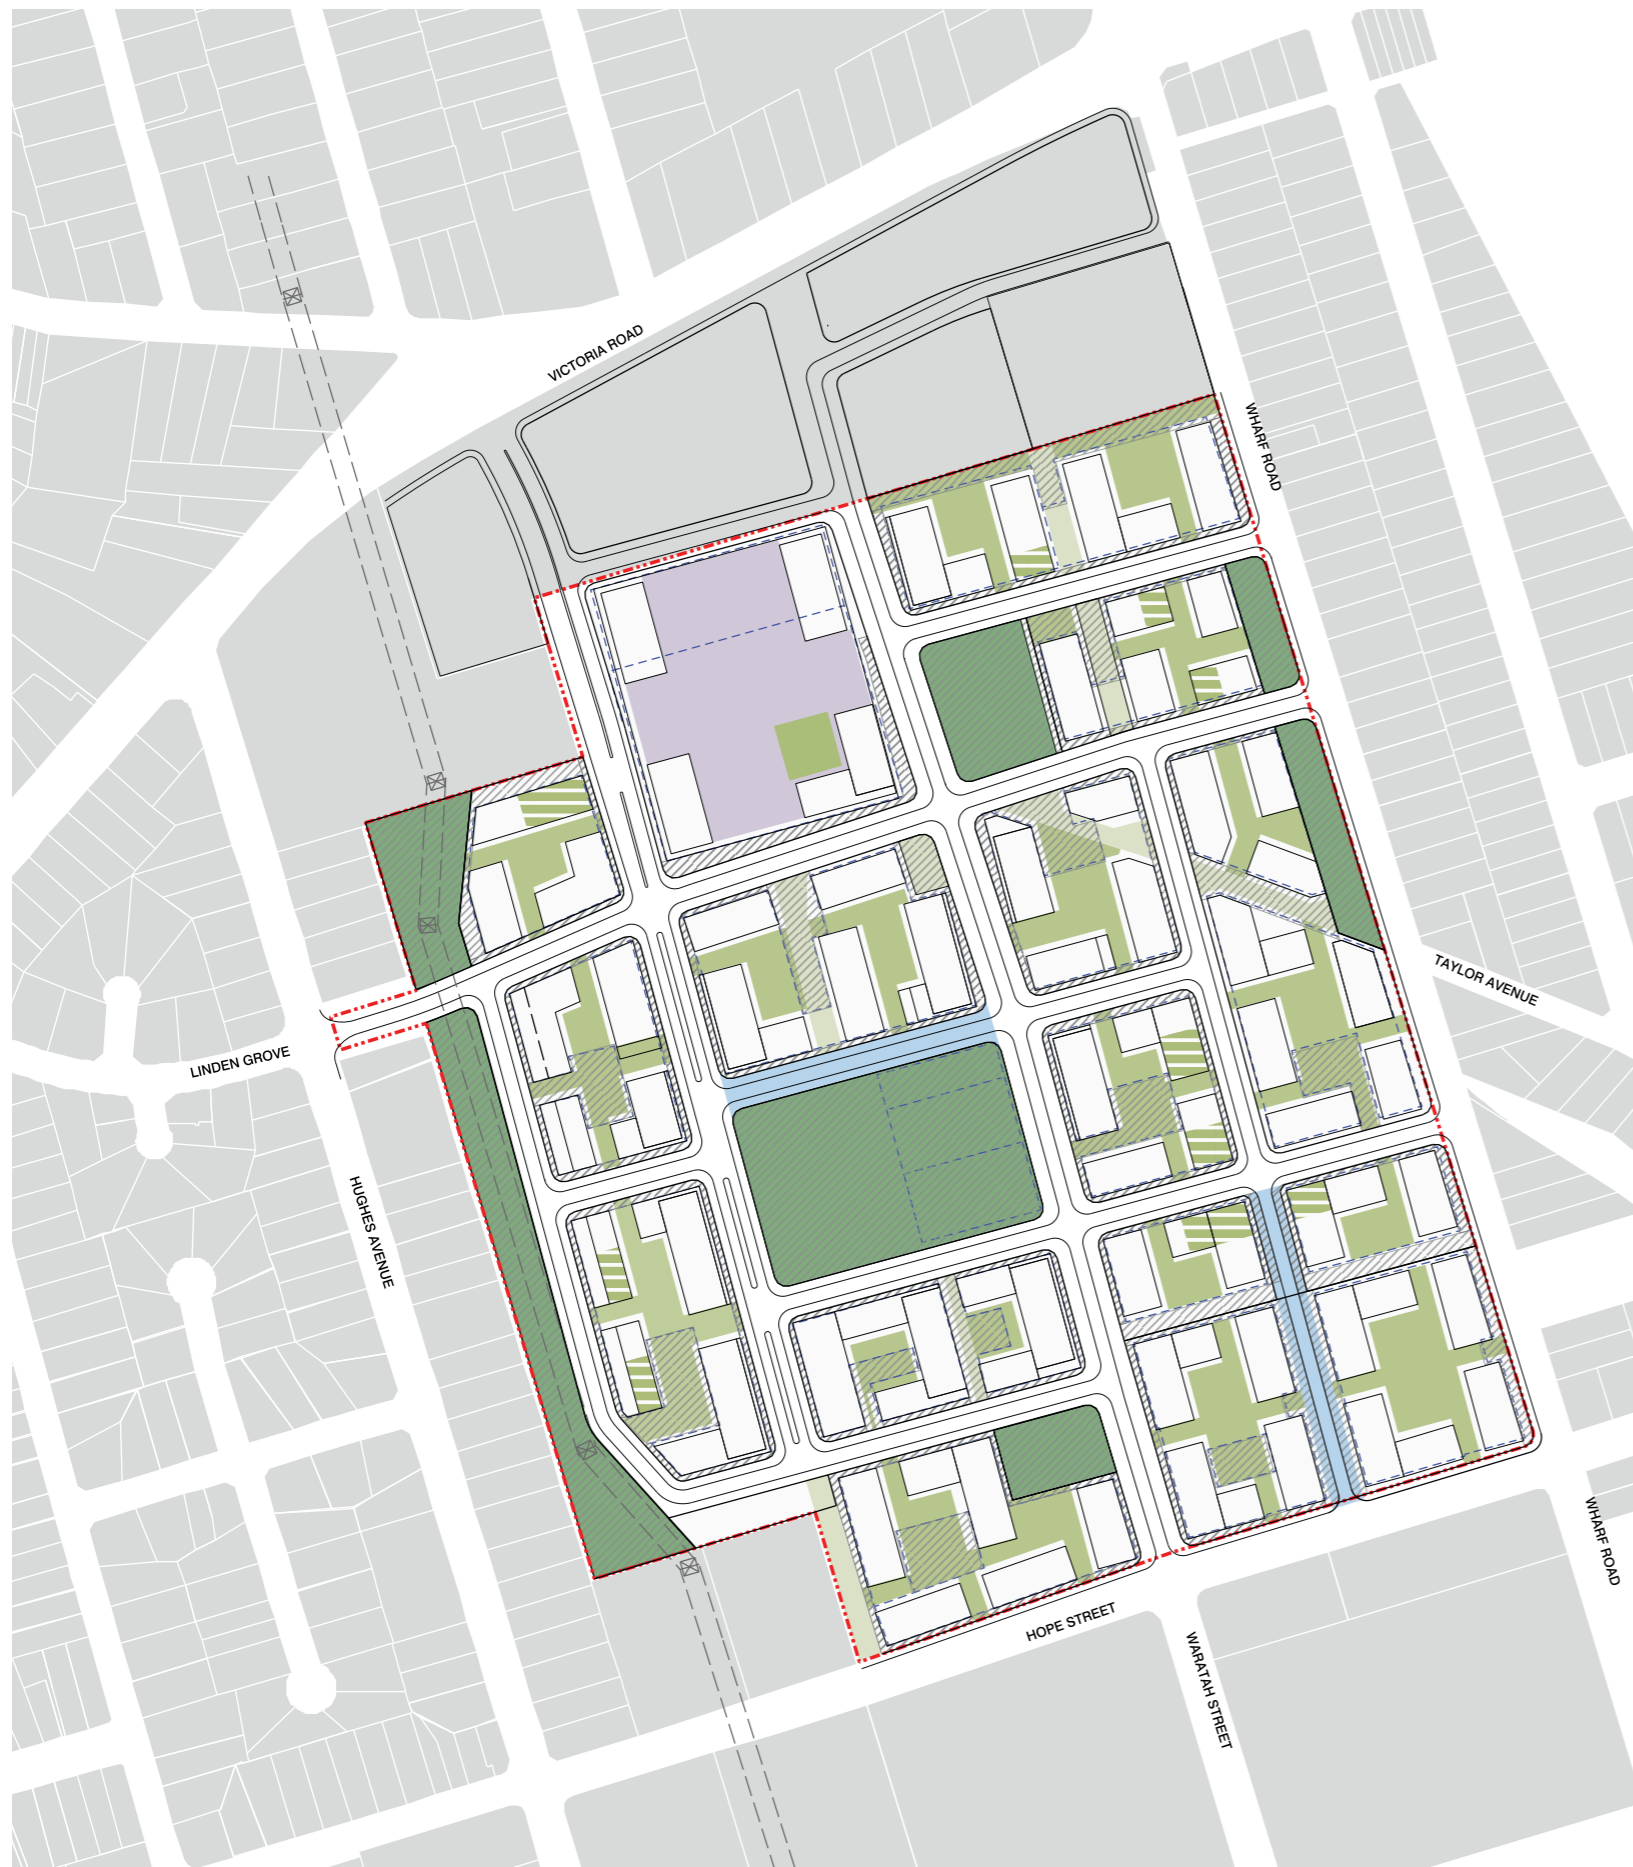 VICTORIA ROAD
WHARF ROAD
TAYLOR AVENUE
LINDEN GROVE
HUGHES AVENUE
WHARF ROAD
HOPE STREET
WARATAH STREET